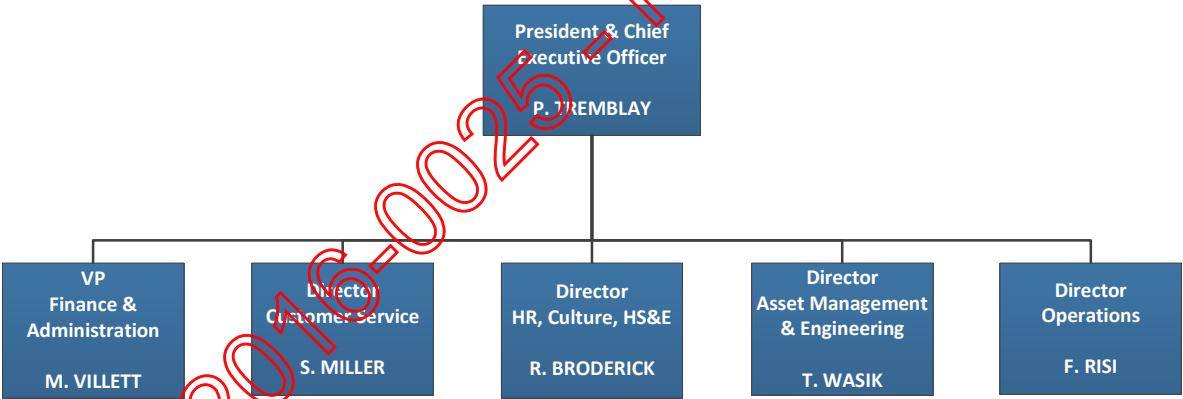 President & Chief
Executive Officer
P. TREMBLAY
VP
Finance &
Administration
M. VILLETT
Director
Customer Service
S. MILLER
Director
HR, Culture, HS&E
R. BRODERICK
Director
Asset Management
& Engineering
T. WASIK
Director
Operations
F. RISI
2016-0025 -